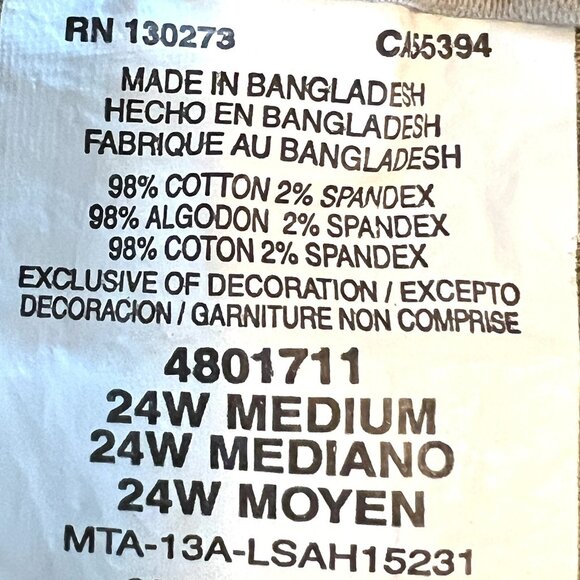 RN 130273 CA55394
MADE IN BANGLADESH
HECHO EN BANGLADESH
FABRIQUE AU BANGLADESH
98% COTTON 2% SPANDEX
98% ALGODON 2% SPANDEX
98% COTON 2% SPANDEX
EXCLUSIVE OF DECORATION / EXCEPTO
DECORACION / GARNITURE NON COMPRISE
4801711
24W MEDIUM
24W MEDIANO
24W MOYEN
MTA-13A-LSAH15231